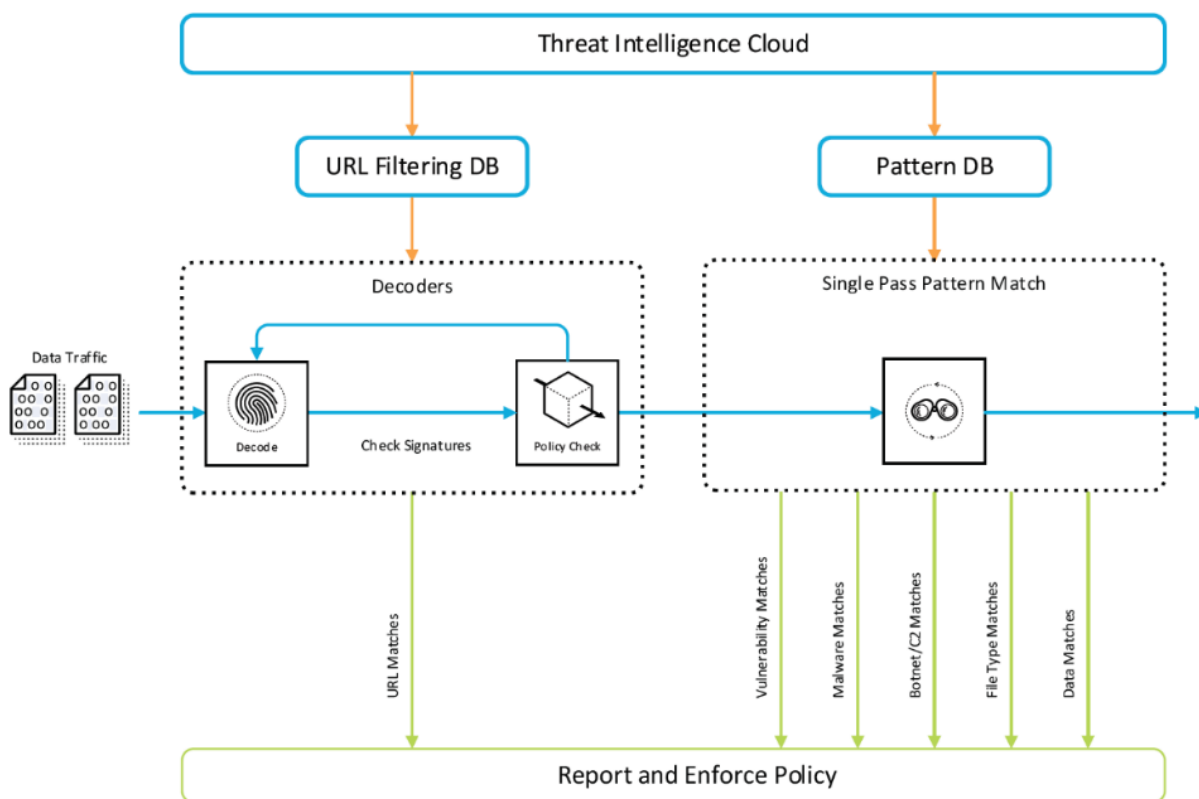 Threat Intelligence Cloud
URL Filtering DB
Pattern DB
Decoders
Single Pass Pattern Match
Data Traffic
Decode
Check Signatures
Policy Check
URL Matches
Vulnerability Matches
Malware Matches
Botnet/C2 Matches
File Type Matches
Data Matches
Report and Enforce Policy